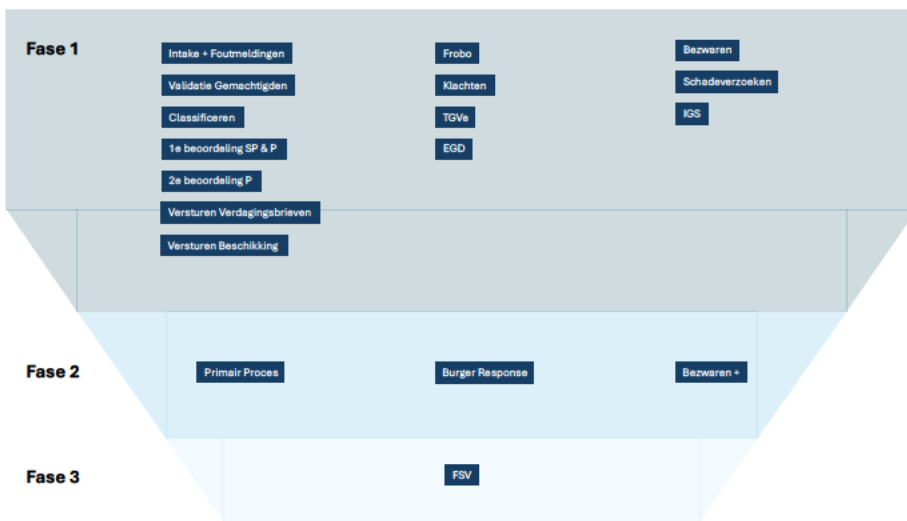 Fase 1
Intake + Foutmeldingen
Validatie Gemachtigden
Classificeren
1e beoordeling SP & P
2e beoordeling P
Versturen Verdagingsbrieven
Versturen Beschikking
Frobo
Klachten
TGVe
EGD
Bezwaren
Schadeverzoeken
IGS
Fase 2
Primair Proces
Burger Response
Bezwaren +
Fase 3
FSV